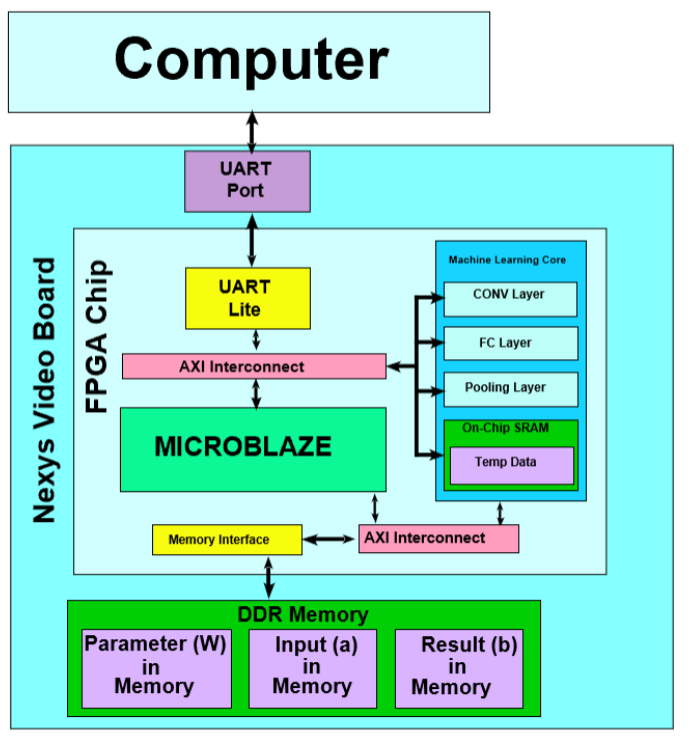 Computer
Nexys Video Board
UART
Port
FPGA Chip
UART
Lite
AXI Interconnect
MICROBLAZE
Machine Learning Core
CONV Layer
FC Layer
Pooling Layer
On-Chip SRAM
Temp Data
Memory Interface
AXI Interconnect
DDR Memory
Parameter (W)
in
Memory
Input (a)
in
Memory
Result (b)
in
Memory